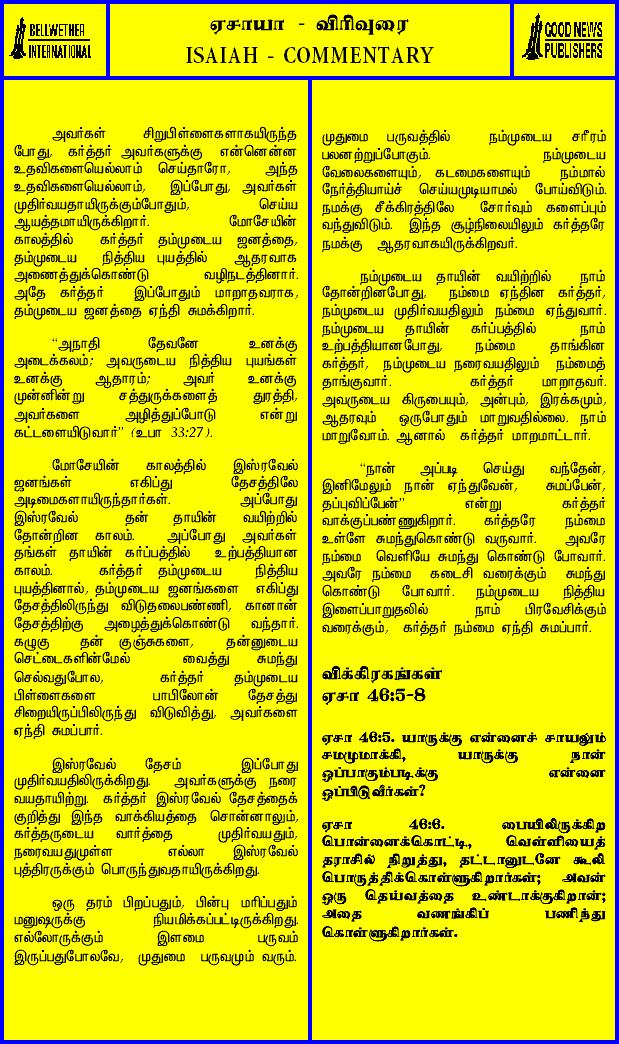 BELLWETHER
INTERNATIONAL
ஏசாயா - விரிவுரை
ISAIAH - COMMENTARY
GOOD NEWS
PUBLISHERS
அவர்கள் சிறுபிள்ளைகளாகயிருந்த
போது, கர்த்தர் அவர்களுக்கு என்னென்ன
உதவிகளையெல்லாம் செய்தாரோ, அந்த
உதவிகளையெல்லாம், இப்போது, அவர்கள்
முதிர்வயதாயிருக்கும்போதும், செய்ய
ஆயத்தமாயிருக்கிறார். மோசேயின்
காலத்தில் கர்த்தர் தம்முடைய ஜனத்தை,
தம்முடைய நித்திய புயத்தில் ஆதரவாக
அணைத்துக்கொண்டு வழிநடத்தினார்.
அதே கர்த்தர் இப்போதும் மாறாதவராக,
தம்முடைய ஜனத்தை ஏந்தி சுமக்கிறார்.
“அநாதி தேவனே உனக்கு
அடைக்கலம்; அவருடைய நித்திய புயங்கள்
உனக்கு ஆதாரம்; அவர் உனக்கு
முன்னின்று சத்துருக்களைத் துரத்தி,
அவர்களை அழித்துப்போடு என்று
கட்டளையிடுவார்” (உபா 33:27).
மோசேயின் காலத்தில் இஸ்ரவேல்
ஜனங்கள் எகிப்து தேசத்திலே
அடிமைகளாயிருந்தார்கள். அப்போது
இஸ்ரவேல் தன் தாயின் வயிற்றில்
தோன்றின காலம். அப்போது அவர்கள்
தங்கள் தாயின் கர்ப்பத்தில் உற்பத்தியான
காலம். கர்த்தர் தம்முடைய நித்திய
புயத்தினால், தம்முடைய ஜனங்களை எகிப்து
தேசத்திலிருந்து விடுதலைபண்ணி, கானான்
தேசத்திற்கு அழைத்துக்கொண்டு வந்தார்.
கழுகு தன் குஞ்சுகளை, தன்னுடைய
செட்டைகளின்மேல் வைத்து சுமந்து
செல்வதுபோல, கர்த்தர் தம்முடைய
பிள்ளைகளை பாபிலோன் தேசத்து
சிறையிருப்பிலிருந்து விடுவித்து, அவர்களை
ஏந்தி சுமப்பார்.
இஸ்ரவேல் தேசம் இப்போது
முதிர்வயதிலிருக்கிறது. அவர்களுக்கு நரை
வயதாயிற்று. கர்த்தர் இஸ்ரவேல் தேசத்தைக்
குறித்து இந்த வாக்கியத்தை சொன்னாலும்,
கர்த்தருடைய வார்த்தை முதிர்வயதும்,
நரைவயதுமுள்ள எல்லா இஸ்ரவேல்
புத்திரருக்கும் பொருந்துவதாயிருக்கிறது.
ஒரு தரம் பிறப்பதும், பின்பு மரிப்பதும்
மனுஷருக்கு நியமிக்கப்பட்டிருக்கிறது.
எல்லோருக்கும் இளமை பருவம்
இருப்பதுபோலவே, முதுமை பருவமும் வரும்.
முதுமை பருவத்தில் நம்முடைய சரீரம்
பலனற்றுப்போகும். நம்முடைய
வேலைகளையும், கடமைகளையும் நம்மால்
நேர்த்தியாய்ச் செய்யமுடியாமல் போய்விடும்.
நமக்கு சீக்கிரத்திலே சோர்வும் களைப்பும்
வந்துவிடும். இந்த சூழ்நிலையிலும் கர்த்தரே
நமக்கு ஆதரவாகயிருக்கிறவர்.
நம்முடைய தாயின் வயிற்றில் நாம்
தோன்றினபோது, நம்மை ஏந்தின கர்த்தர்,
நம்முடைய முதிர்வயதிலும் நம்மை ஏந்துவார்.
நம்முடைய தாயின் கர்ப்பத்தில் நாம்
உற்பத்தியானபோது, நம்மை தாங்கின
கர்த்தர், நம்முடைய நரைவயதிலும் நம்மைத்
தாங்குவார். கர்த்தர் மாறாதவர்.
அவருடைய கிருபையும், அன்பும், இரக்கமும்,
ஆதரவும் ஒருபோதும் மாறுவதில்லை. நாம்
மாறுவோம். ஆனால் கர்த்தர் மாறமாட்டார்.
“நான் அப்படி செய்து வந்தேன்,
இனிமேலும் நான் ஏந்துவேன், சுமப்பேன்,
தப்புவிப்பேன்” என்று கர்த்தர்
வாக்குப்பண்ணுகிறார். கர்த்தரே நம்மை
உள்ளே சுமந்துகொண்டு வருவார். அவரே
நம்மை வெளியே சுமந்து கொண்டு போவார்.
அவரே நம்மை கடைசி வரைக்கும் சுமந்து
கொண்டு போவார். நம்முடைய நித்திய
இளைப்பாறுதலில் நாம் பிரவேசிக்கும்
வரைக்கும், கர்த்தர் நம்மை ஏந்தி சுமப்பார்.
விக்கிரகங்கள்
ஏசா 46:5-8
ஏசா 46:5. யாருக்கு என்னைச் சாயலும்
சமமுமாக்கி, யாருக்கு நான்
ஒப்பாகும்படிக்கு என்னை
ஒப்பிடுவீர்கள்?
ஏசா 46:6. பையிலிருக்கிற
பொன்னைக்கொட்டி, வெள்ளியைத்
தராசில் நிறுத்து, தட்டானுடனே கூலி
பொருத்திக்கொள்ளுகிறார்கள்; அவன்
ஒரு தெய்வத்தை உண்டாக்குகிறான்;
அதை வணங்கிப் பணிந்து
கொள்ளுகிறார்கள்.